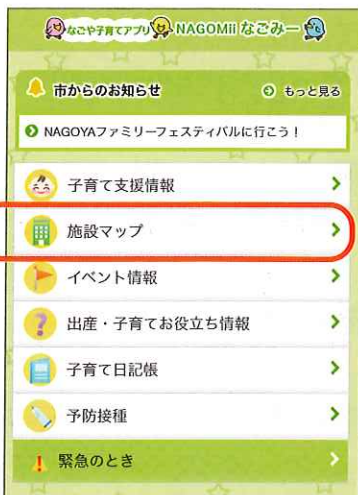 なごや子育てアプリ NAGOMii なごみー
市からのお知らせ もっと見る
NAGOYAファミリーフェスティバルに行こう！
子育て支援情報
施設マップ
イベント情報
出産・子育てお役立ち情報
子育て日記帳
予防接種
緊急のとき